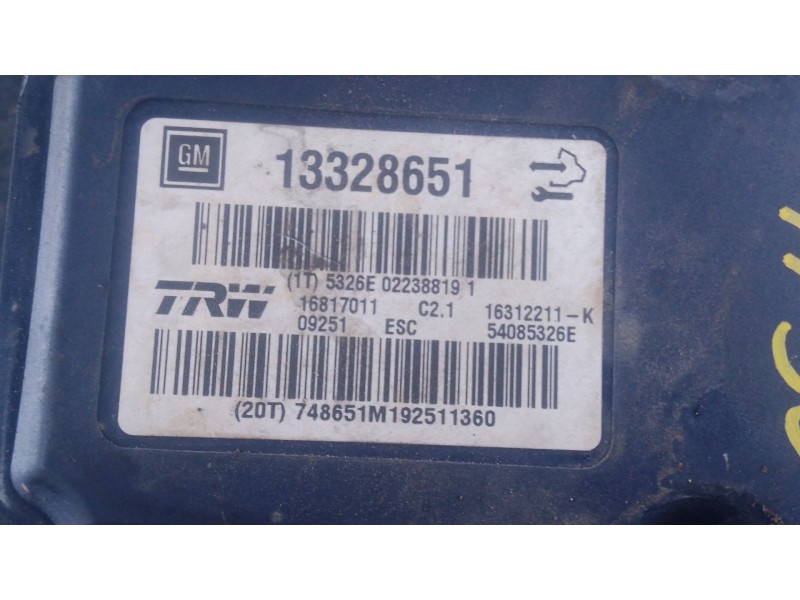 GM 13328651
(1T) 5326E 02238819 1
TRW 16817011 C2.1 16312211-K
09251 ESC 54085326E
(20T) 748651M192511360